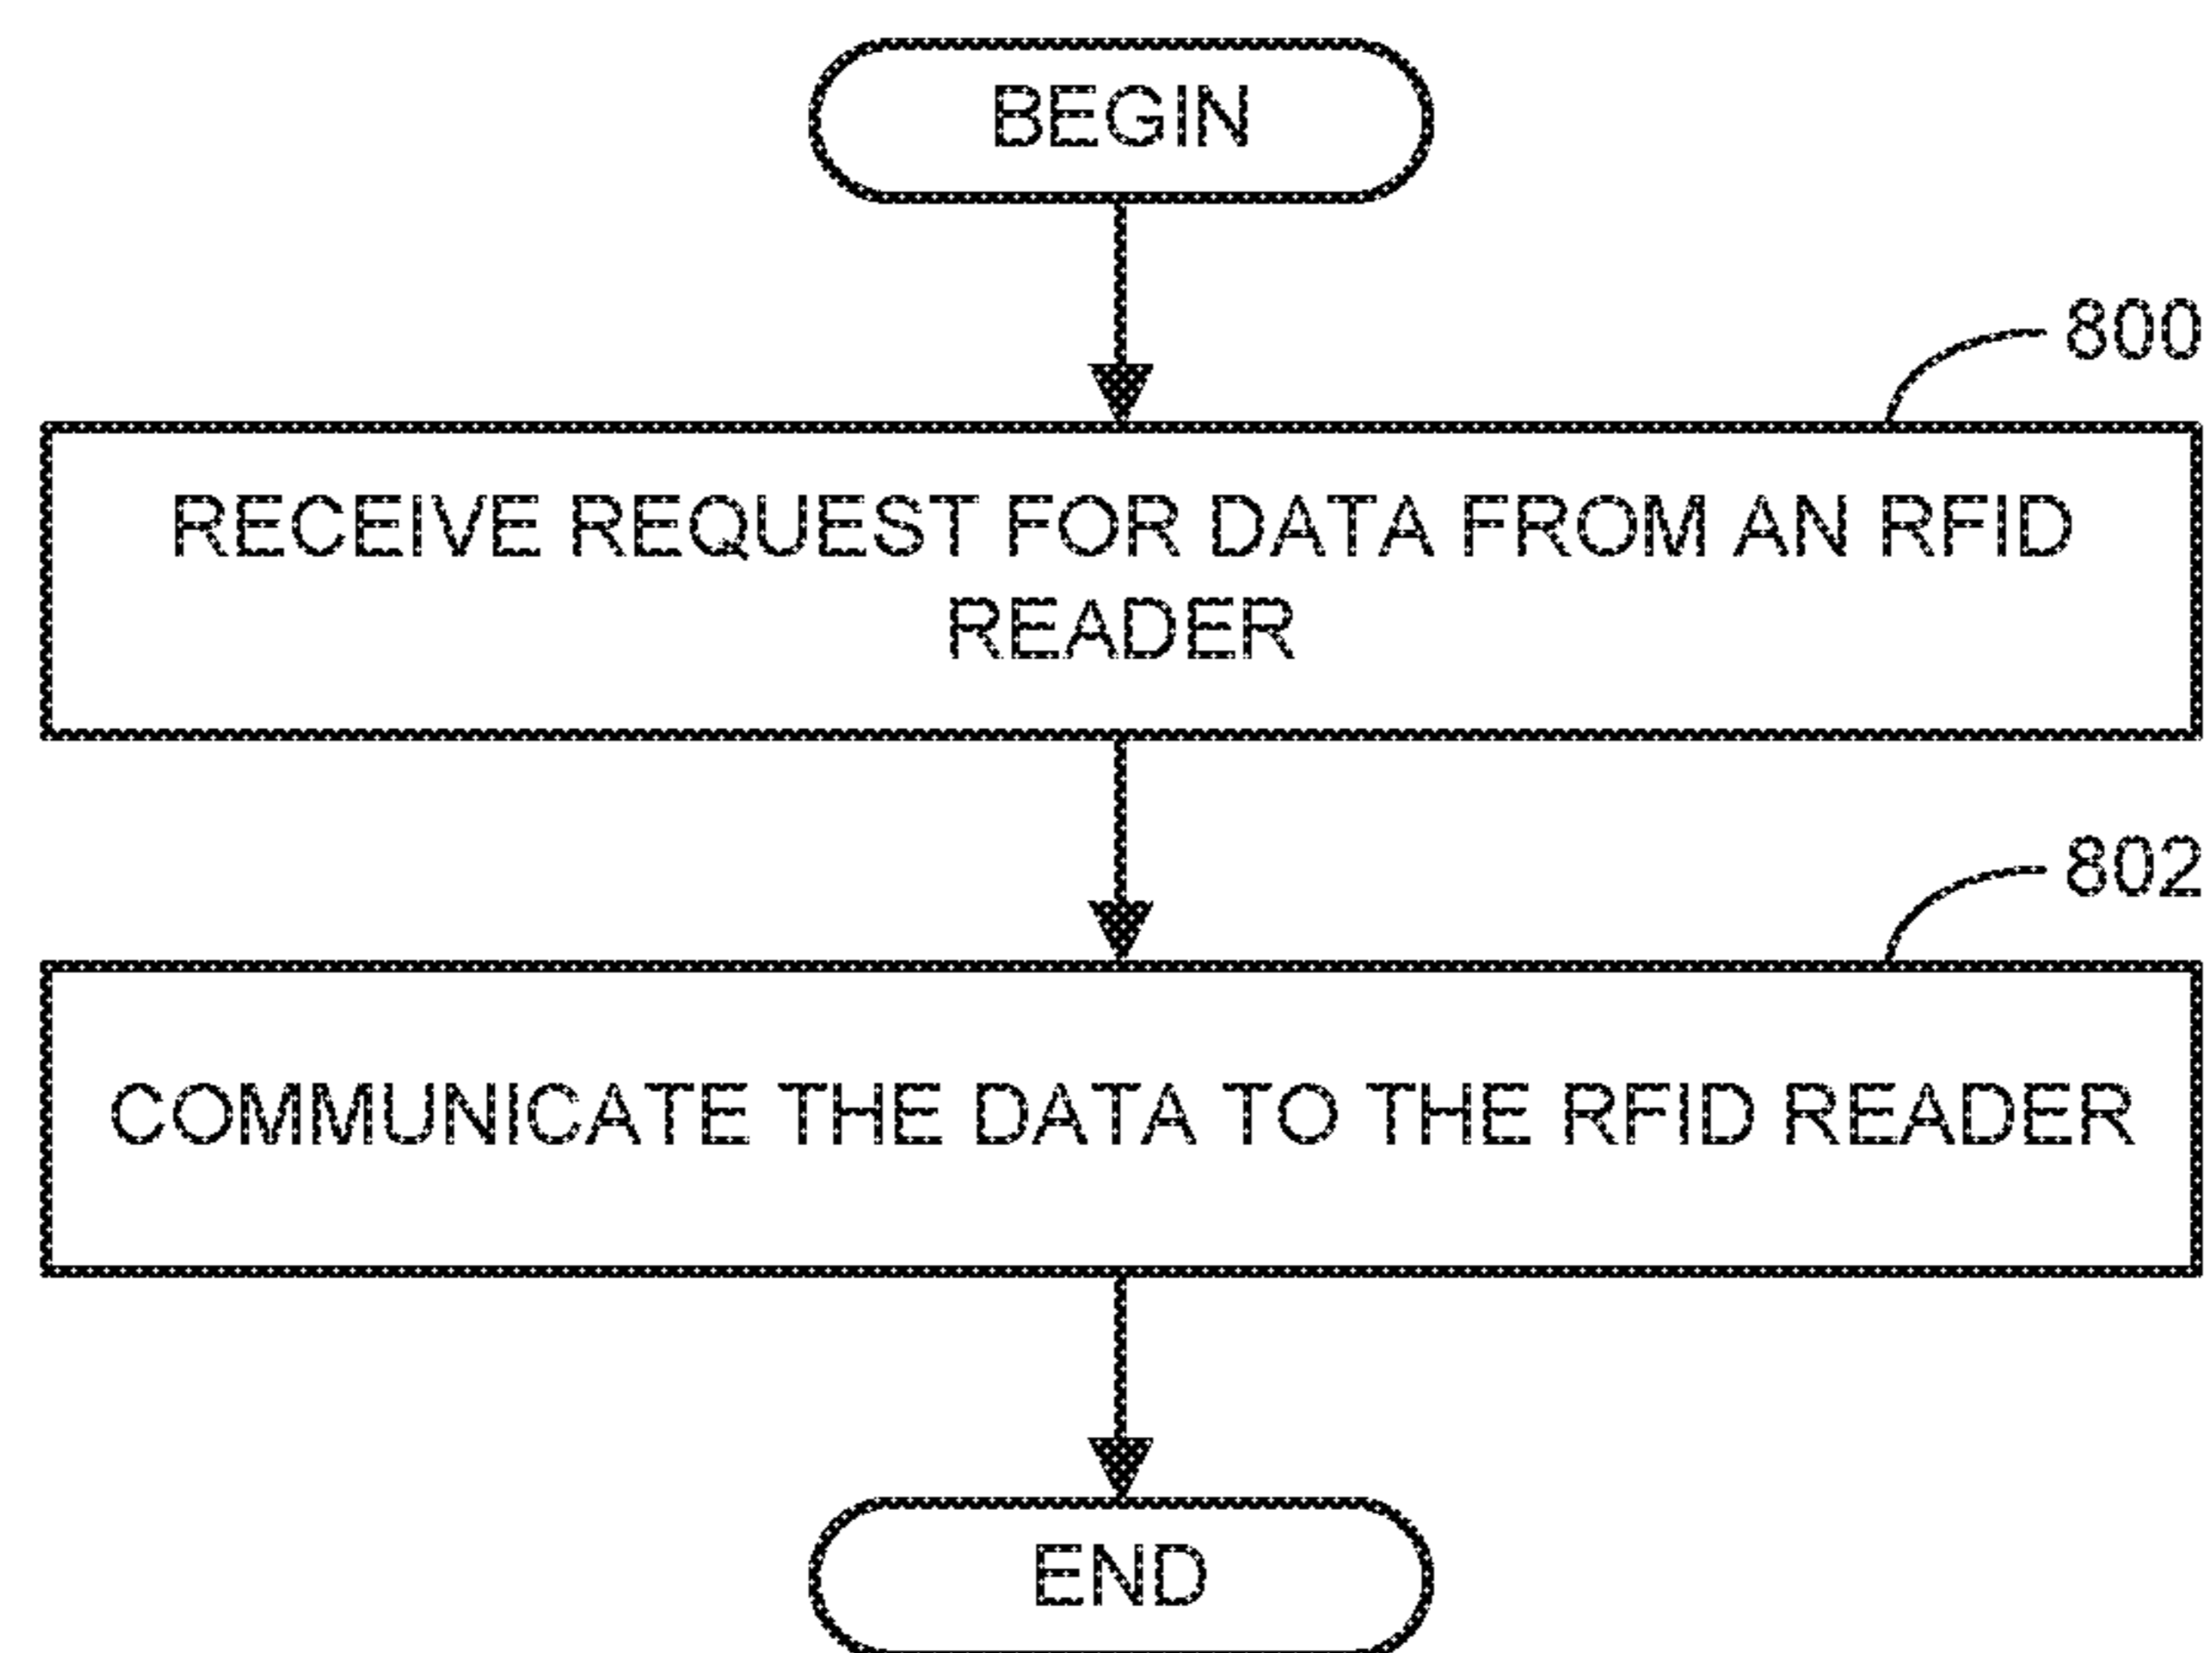 BEGIN
800
RECEIVE REQUEST FOR DATA FROM AN RFID
READER
802
COMMUNICATE THE DATA TO THE RFID READER
END